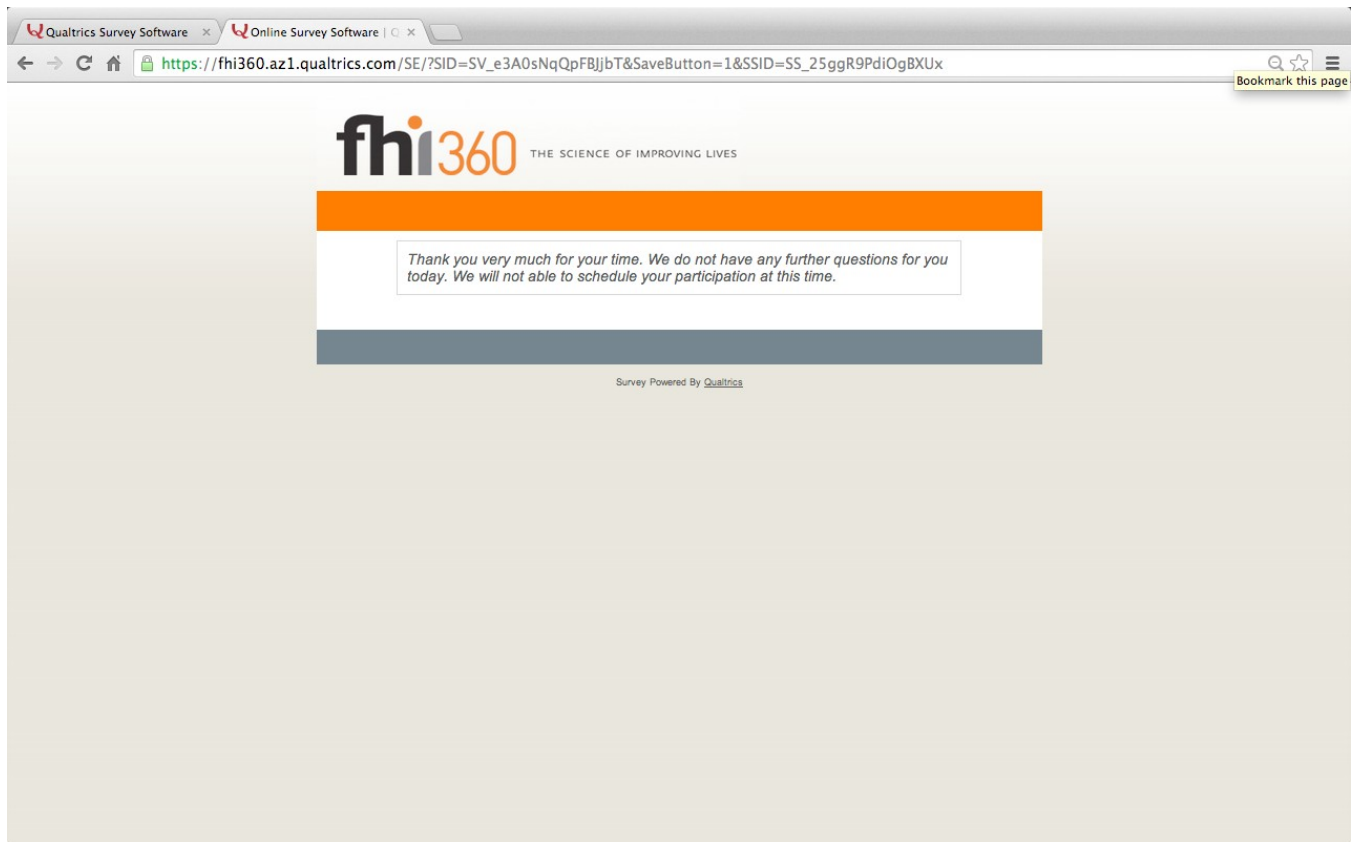 Qualtrics Survey Software
Online Survey Software |
https://fhi360.az1.qualtrics.com/SE/?SID=SV_e3A0sNqQpFBJjbT&SaveButton=1&SSID=SS_25ggR9PdiOgBXUx
Bookmark this page
fhi360 THE SCIENCE OF IMPROVING LIVES
Thank you very much for your time. We do not have any further questions for you
today. We will not able to schedule your participation at this time.
Survey Powered By Qualtrics